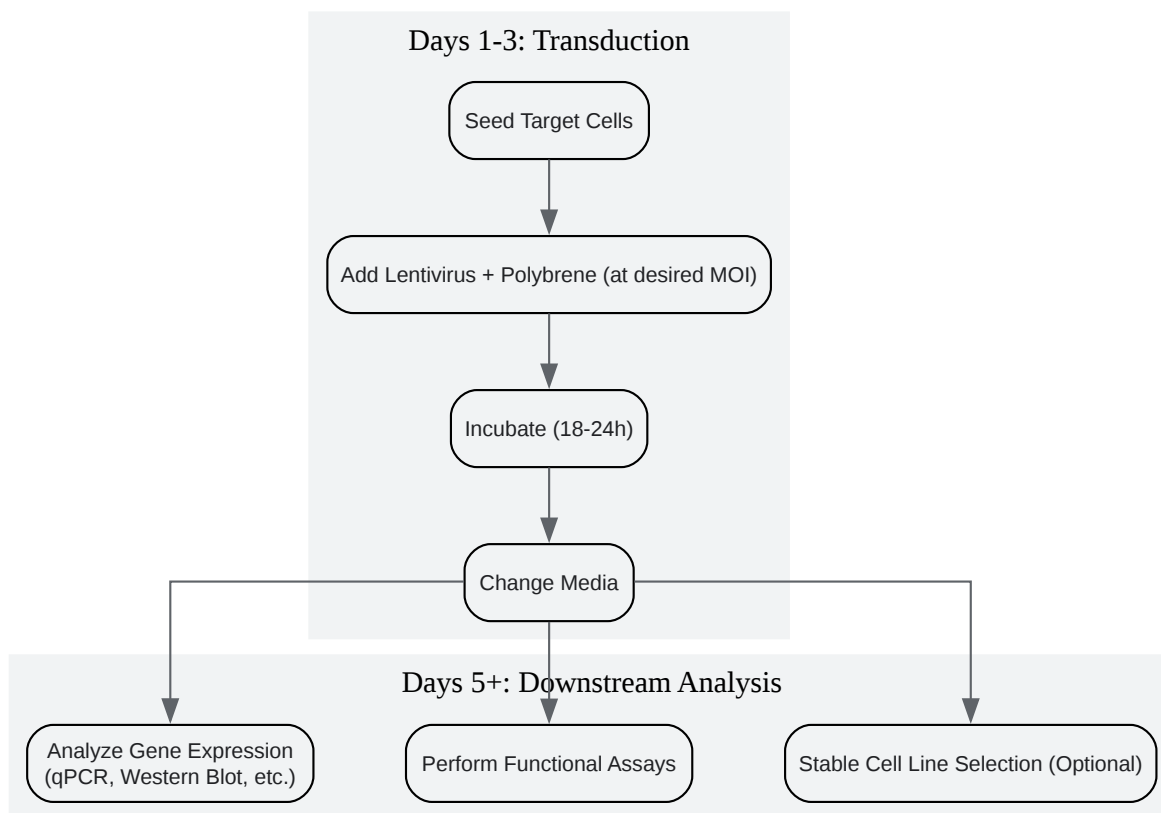 Days 1-3: Transduction
Seed Target Cells
Add Lentivirus + Polybrene (at desired MOI)
Incubate (18-24h)
Change Media
Days 5+: Downstream Analysis
Analyze Gene Expression
(qPCR, Western Blot, etc.)
Perform Functional Assays
Stable Cell Line Selection (Optional)